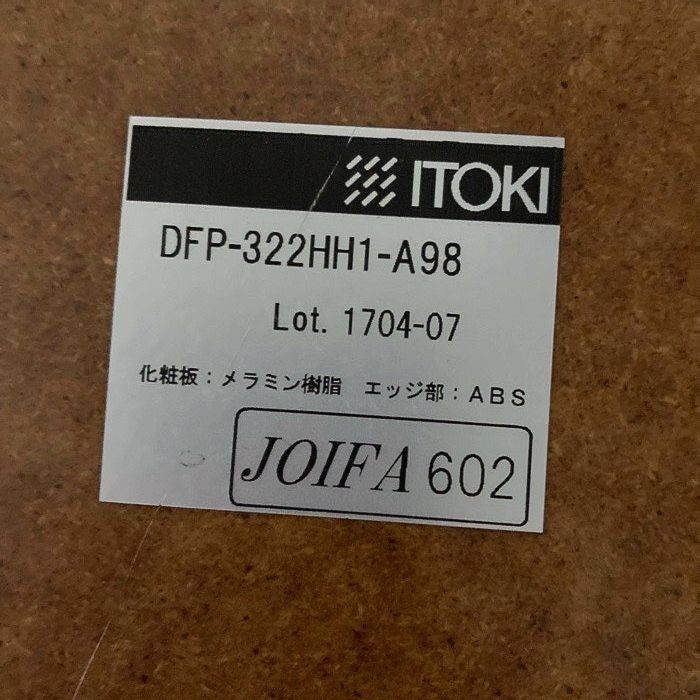 ITOKI
DFP-322HH1-A98
Lot. 1704-07
化粧板：メラミン樹脂　エッジ部：ABS
JOIFA 602